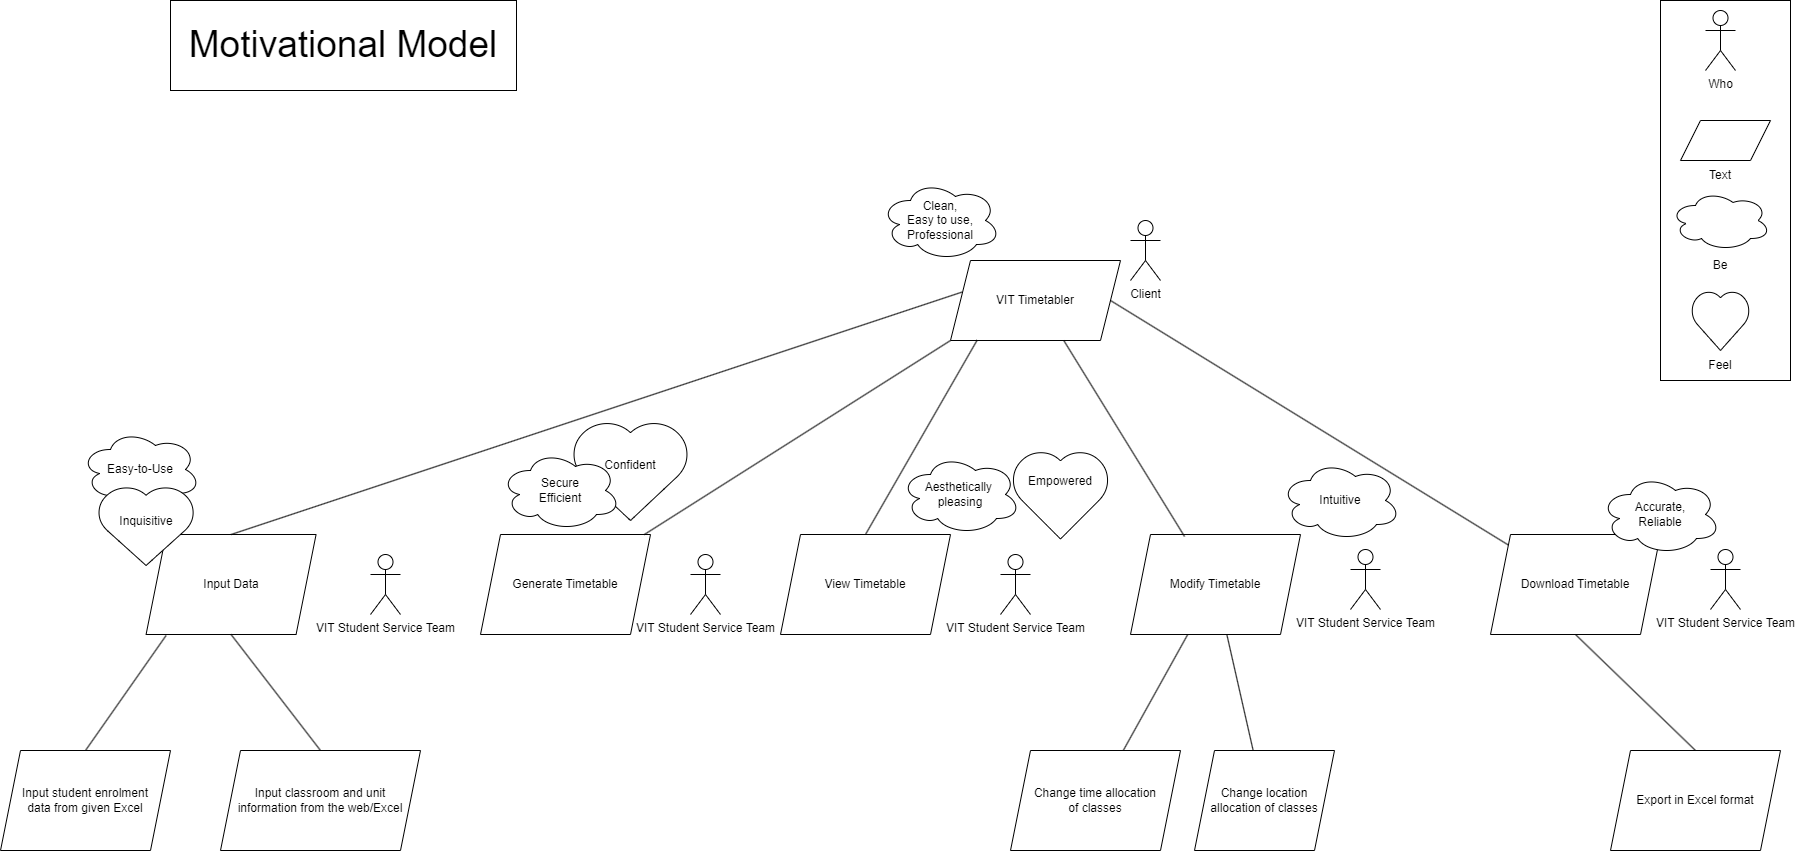 Motivational Model
Who
Text
Be
Feel
Clean,
Easy to use,
Professional
Client
VIT Timetabler
Easy-to-Use
Inquisitive
Input Data
VIT Student Service Team
Confident
Secure
Efficient
Generate Timetable
VIT Student Service Team
Aesthetically
pleasing
Empowered
View Timetable
VIT Student Service Team
Intuitive
Modify Timetable
VIT Student Service Team
Accurate,
Reliable
Download Timetable
VIT Student Service Team
Input student enrolment
data from given Excel
Input classroom and unit
information from the web/Excel
Change time allocation
of classes
Change location
allocation of classes
Export in Excel format